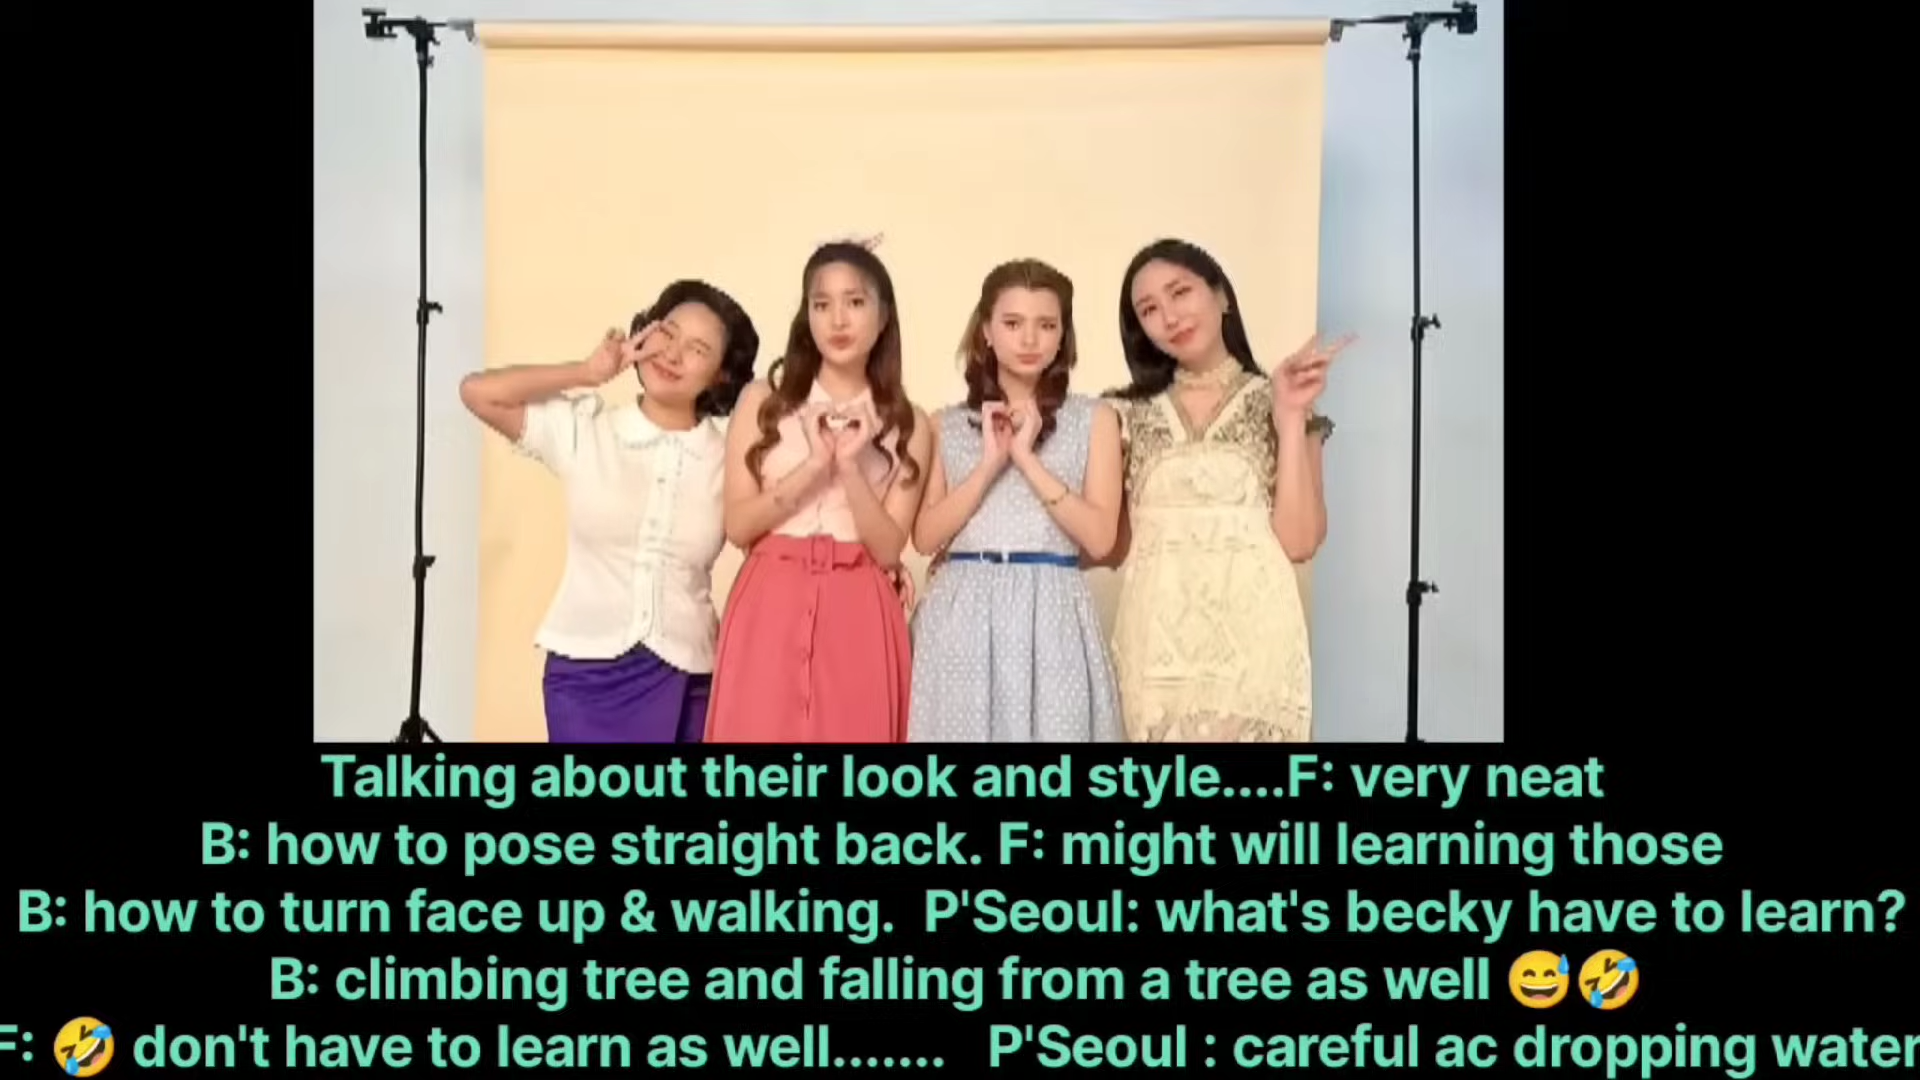 Talking about their look and style....F: very neat
B: how to pose straight back. F: might will learning those
B: how to turn face up & walking.  P'Seoul: what's becky have to learn?
B: climbing tree and falling from a tree as well 😅🤣
F: 🤣 don't have to learn as well.......   P'Seoul : careful ac dropping water